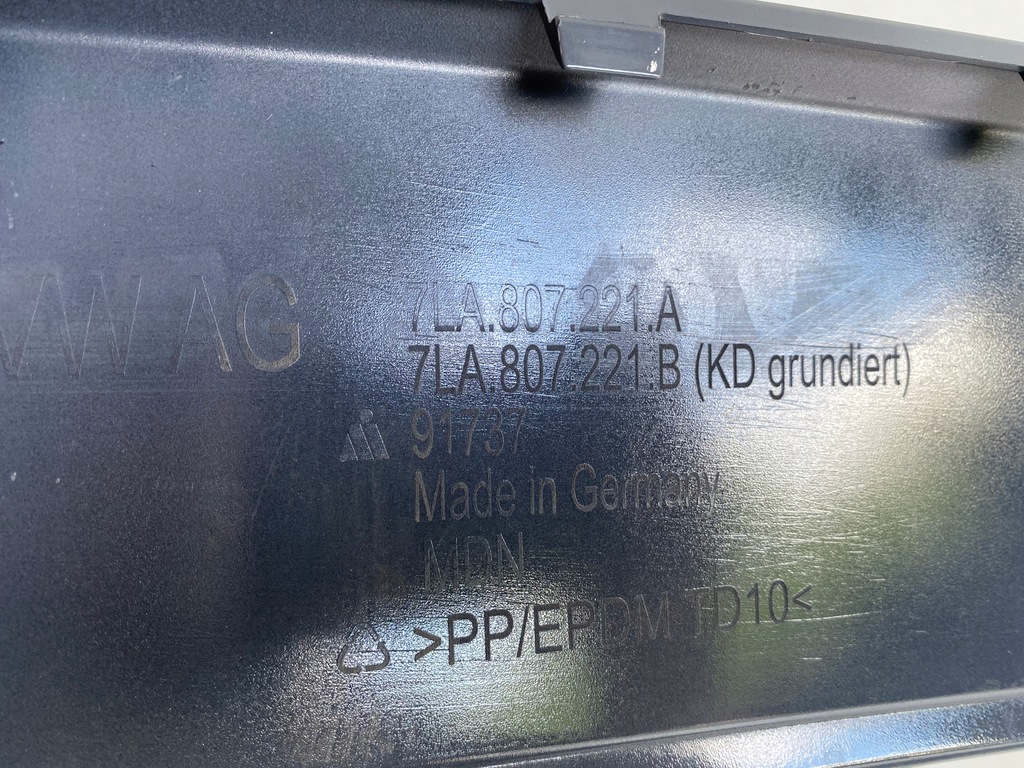 VW AG
7LA.807.221.A
7LA.807.221.B (KD grundiert)
91737
Made in Germany
MDN
>PP/EPDM TD10<